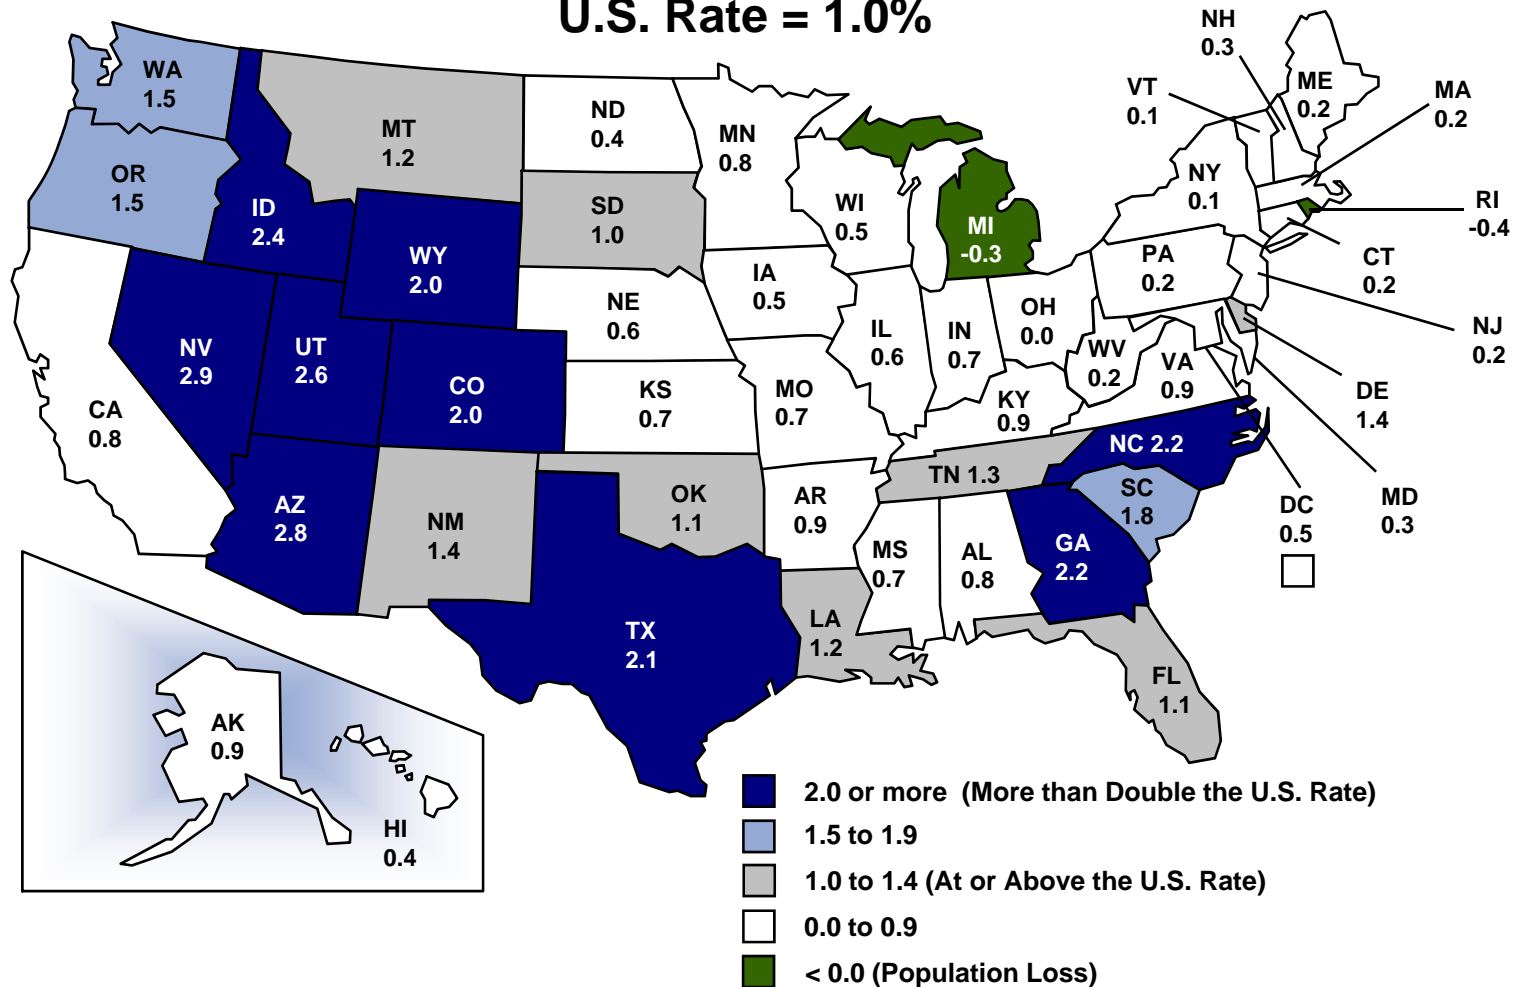 U.S. Rate = 1.0%
NH
0.3
WA
1.5
ME
0.2
VT
0.1
MA
0.2
ND
0.4
MT
1.2
MN
0.8
OR
1.5
NY
0.1
ID
2.4
SD
1.0
WI
0.5
MI
-0.3
RI
-0.4
WY
2.0
PA
0.2
CT
0.2
IA
0.5
NE
0.6
OH
0.0
IL
0.6
IN
0.7
NJ
0.2
NV
2.9
UT
2.6
WV
0.2
VA
0.9
CO
2.0
KS
0.7
MO
0.7
DE
1.4
CA
0.8
KY
0.9
NC 2.2
TN 1.3
SC
1.8
OK
1.1
AR
0.9
AZ
2.8
NM
1.4
DC
0.5
MD
0.3
MS
0.7
AL
0.8
GA
2.2
LA
1.2
TX
2.1
FL
1.1
AK
0.9
HI
0.4
2.0 or more (More than Double the U.S. Rate)
1.5 to 1.9
1.0 to 1.4 (At or Above the U.S. Rate)
0.0 to 0.9
< 0.0 (Population Loss)